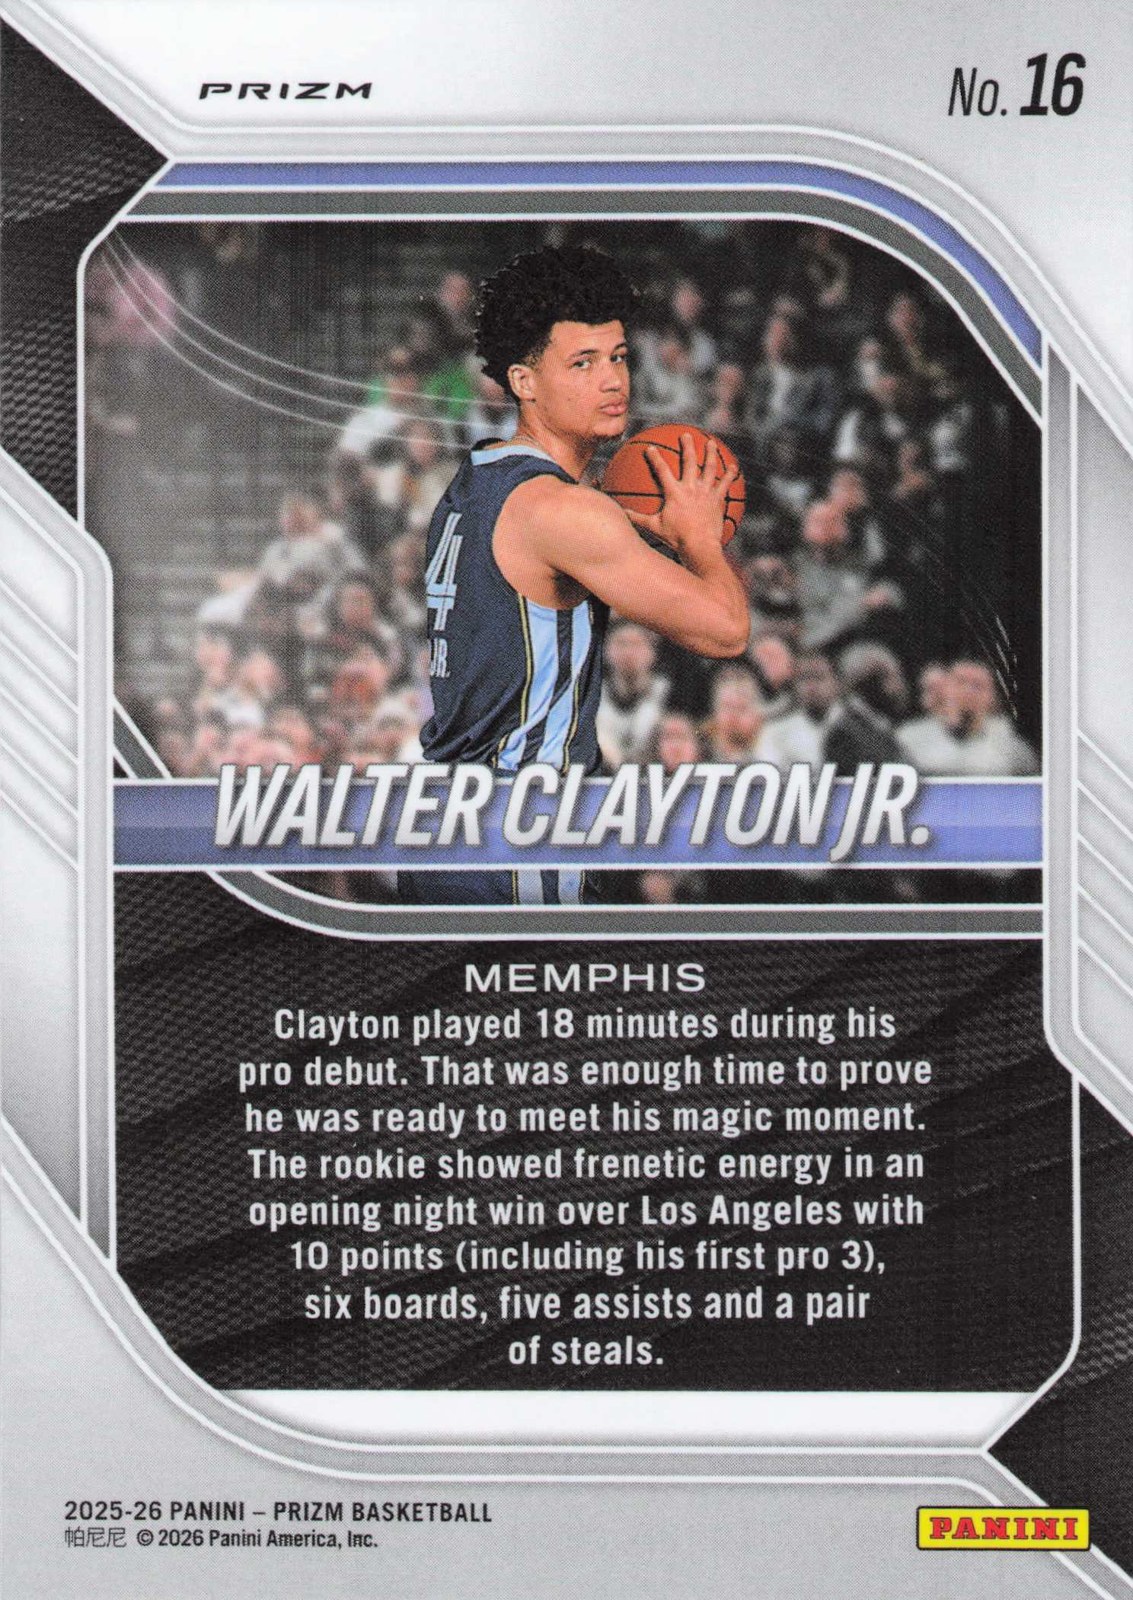 PRIZM
No. 16
4
JR.
WALTER CLAYTON JR.
MEMPHIS
Clayton played 18 minutes during his
pro debut. That was enough time to prove
he was ready to meet his magic moment.
The rookie showed frenetic energy in an
opening night win over Los Angeles with
10 points (including his first pro 3),
six boards, five assists and a pair
of steals.
2025-26 PANINI – PRIZM BASKETBALL
帕尼尼 © 2026 Panini America, Inc.
PANINI